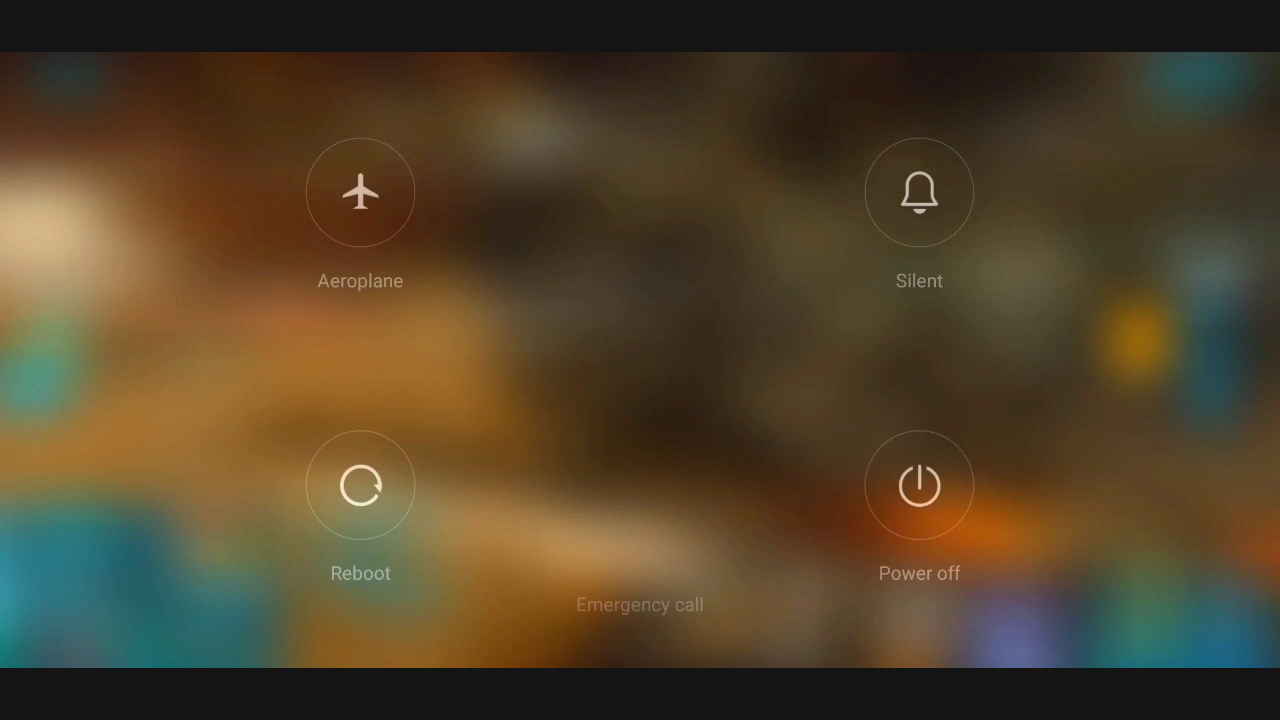 Aeroplane
Silent
Reboot
Power off
Emergency call